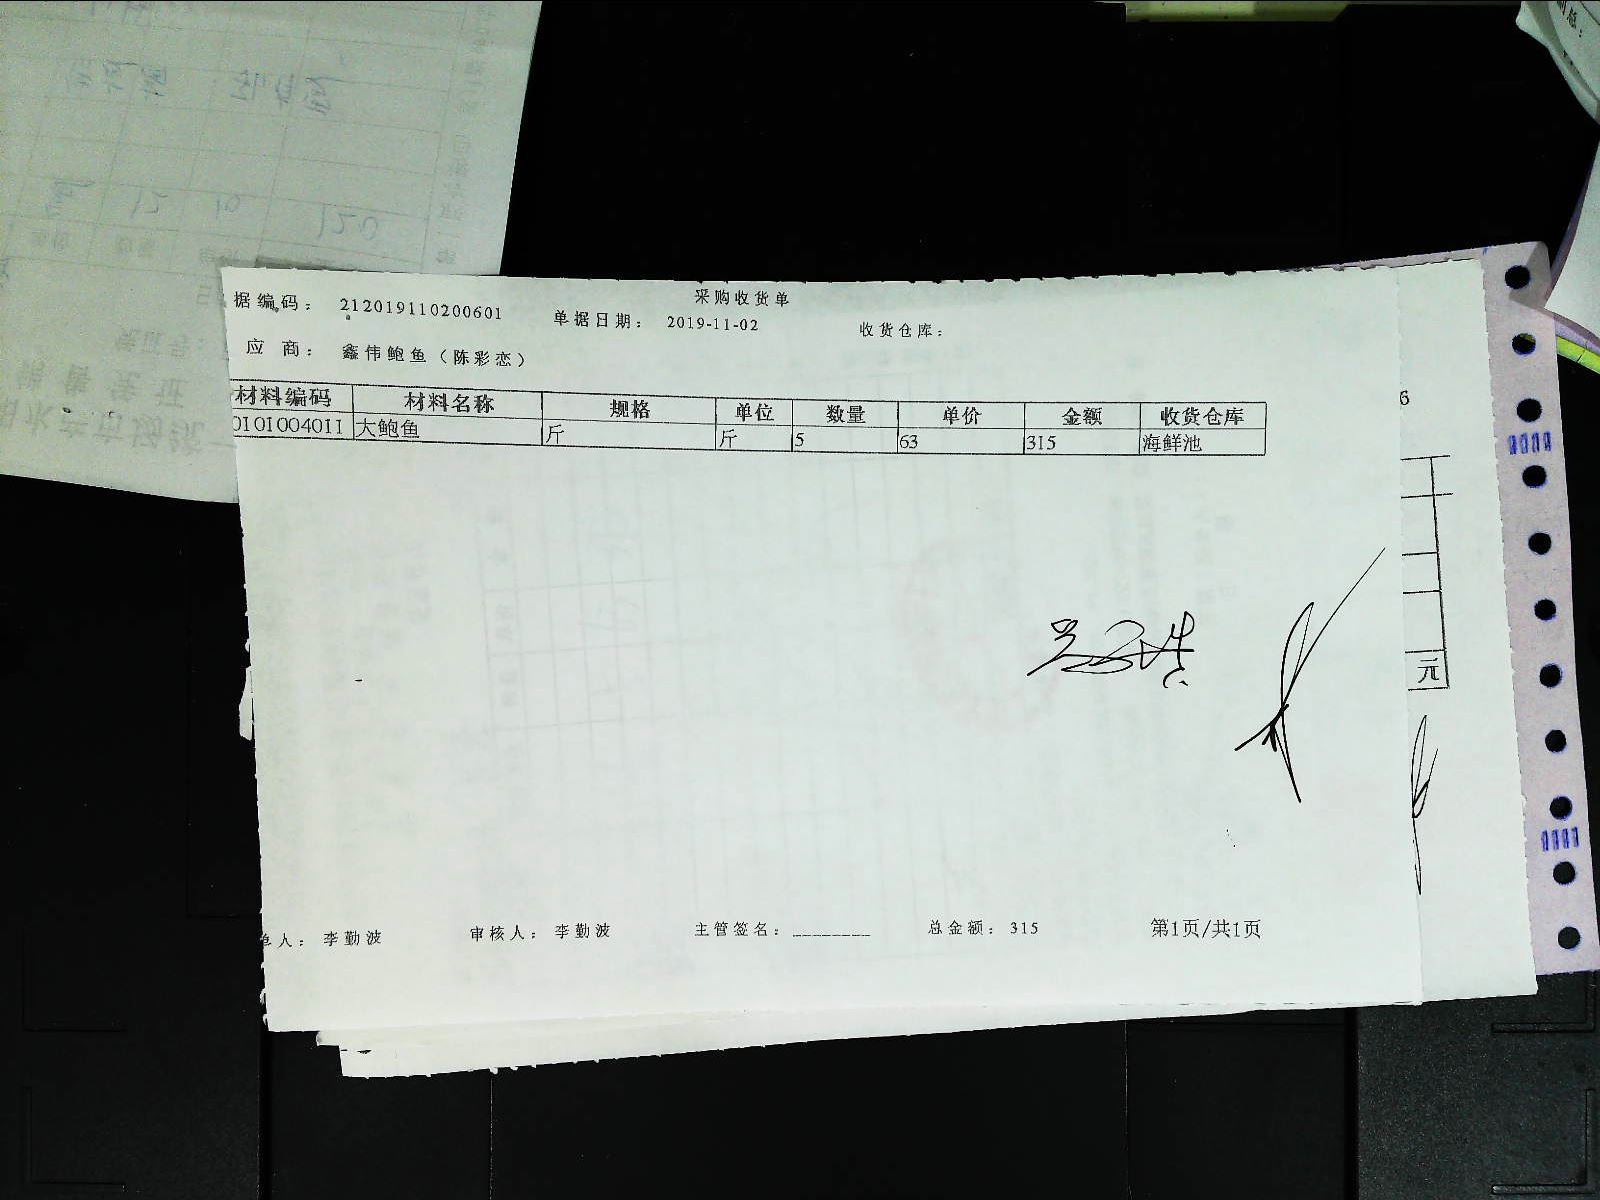 采购收货单
据编码： 212019110200601 单据日期： 2019-11-02 收货仓库：
应 商： 鑫伟鲍鱼（陈彩恋）
材料编码 材料名称 规格 单位 数量 单价 金额 收货仓库
0101004011 大鲍鱼 斤 斤 5 63 315 海鲜池
元
人： 李勤波 审核人： 李勤波 主管签名：________ 总金额： 315 第1页/共1页